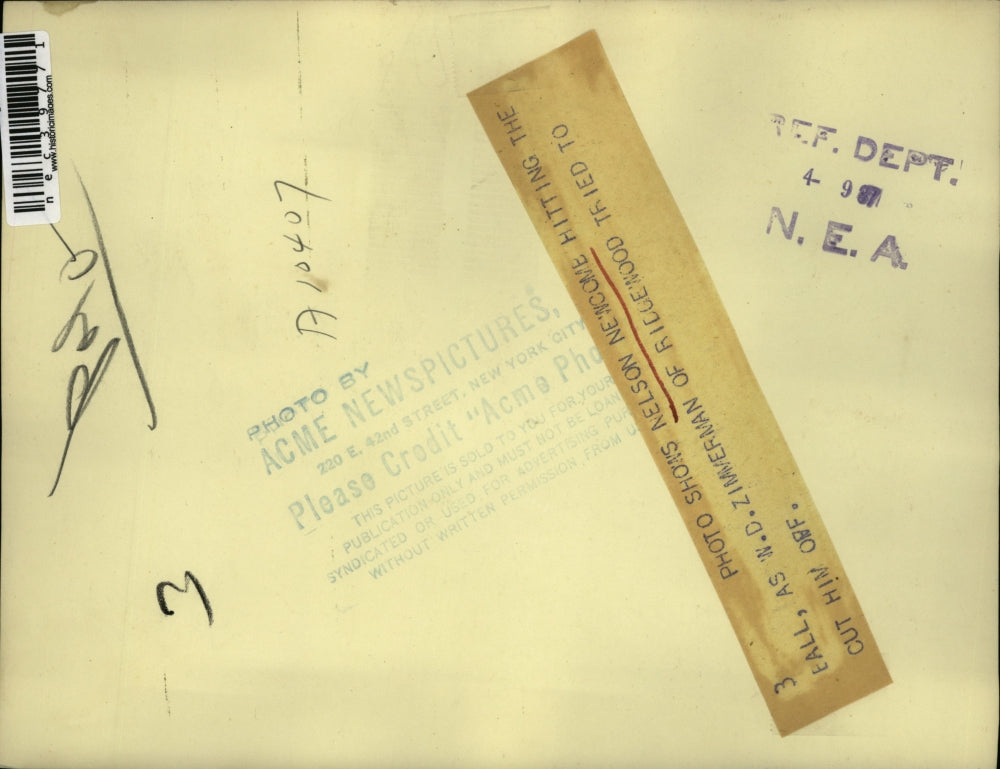 nec39771
www.historicimages.com
A10407
3
PHOTO BY
ACME NEWSPICTURES,
220 E. 42nd STREET, NEW YORK CITY
Please Credit "Acme Pho
THIS PICTURE IS SOLD TO YOU FOR YOUR
PUBLICATION ONLY AND MUST NOT BE LOAN
SYNDICATED OR USED FOR ADVERTISING PUR
WITHOUT WRITTEN PERMISSION FROM U
PHOTO SHOWS NELSON NEWCOME HITTING THE
3 BALL, AS W.D. ZIMMERMAN OF RIDGEWOOD TRIED TO
CUT HIM OFF.
REF. DEPT.
4- 9
N. E. A.